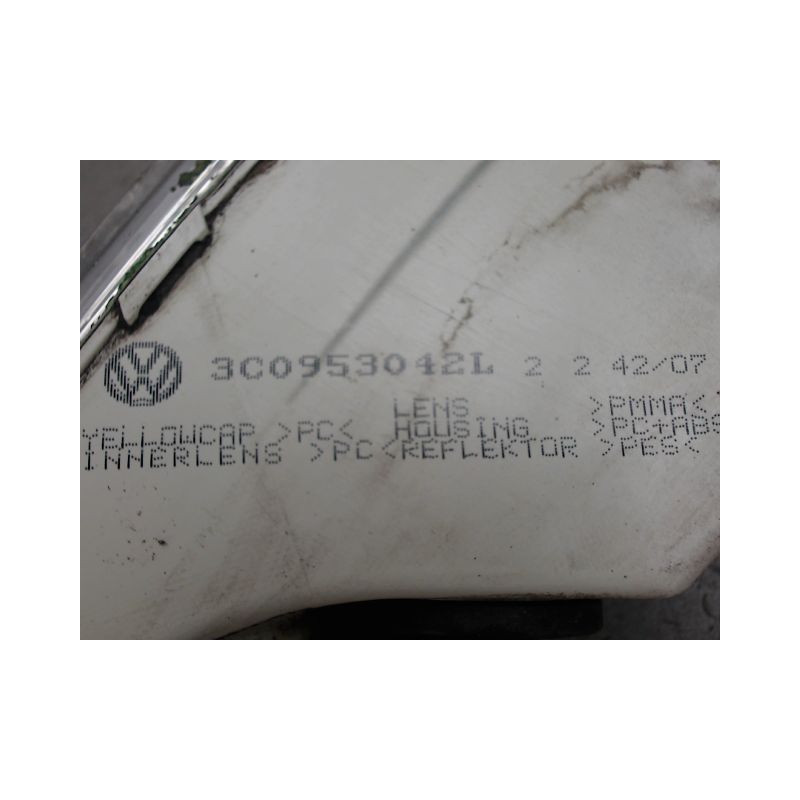 3C0953042L 2 2 42/07
LENS >PMMA<
YELLOWCAP >PC< HOUSING >PC+ABS
INNERLENS >PC< REFLEKTOR >PES<